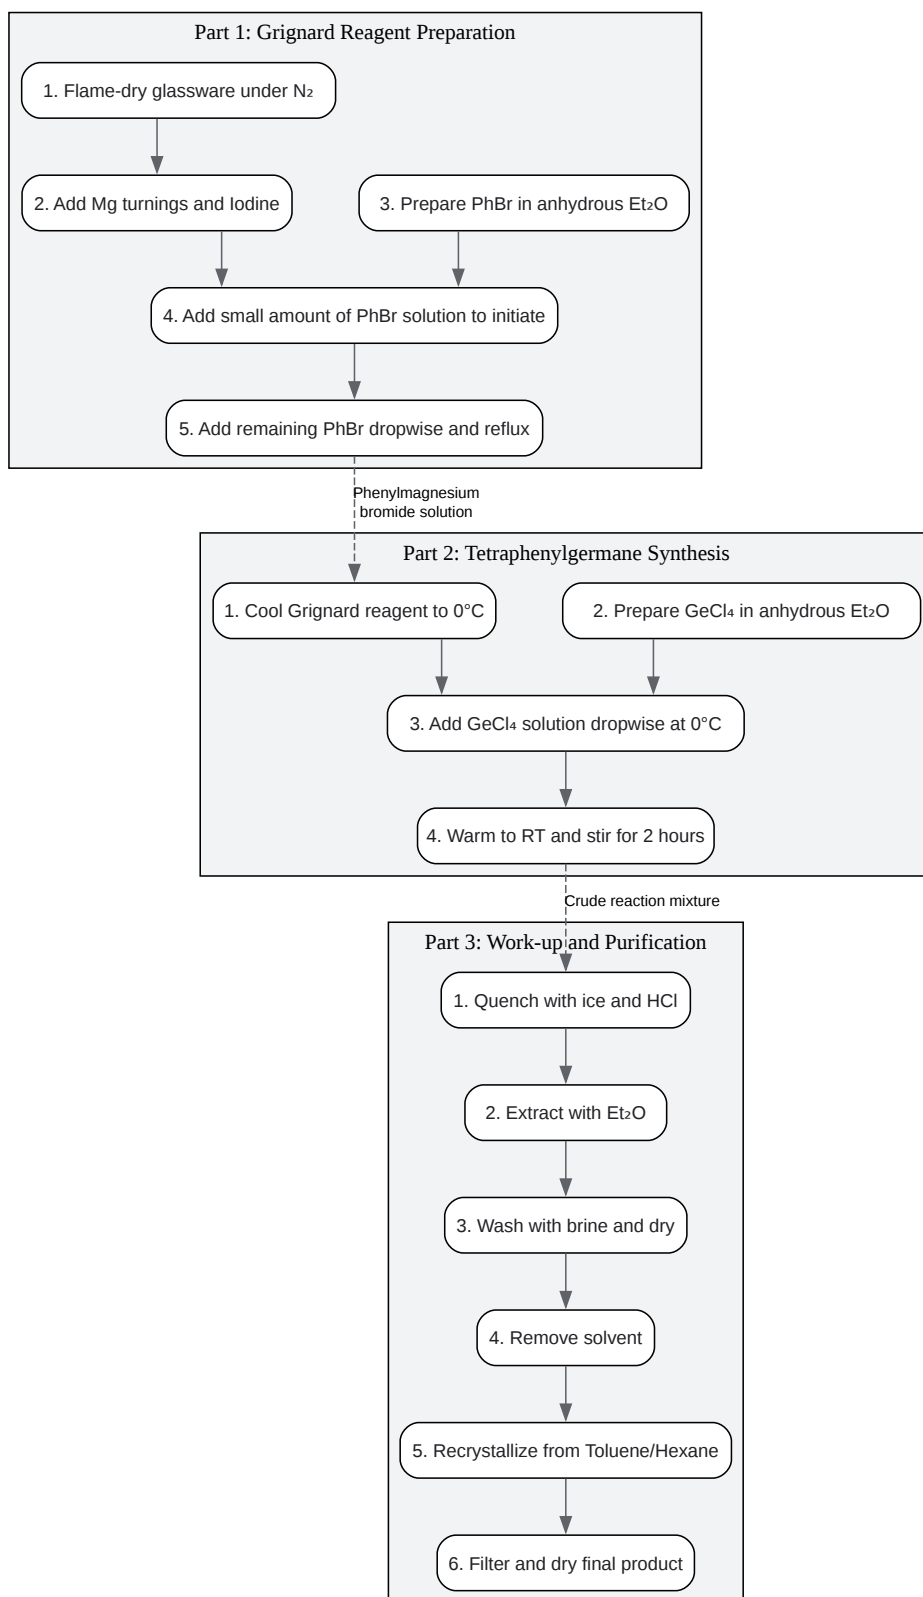 Part 1: Grignard Reagent Preparation
1. Flame-dry glassware under N₂
2. Add Mg turnings and Iodine
3. Prepare PhBr in anhydrous Et₂O
4. Add small amount of PhBr solution to initiate
5. Add remaining PhBr dropwise and reflux
Phenylmagnesium
bromide solution
Part 2: Tetraphenylgermane Synthesis
1. Cool Grignard reagent to 0°C
2. Prepare GeCl₄ in anhydrous Et₂O
3. Add GeCl₄ solution dropwise at 0°C
4. Warm to RT and stir for 2 hours
Crude reaction mixture
Part 3: Work-up and Purification
1. Quench with ice and HCl
2. Extract with Et₂O
3. Wash with brine and dry
4. Remove solvent
5. Recrystallize from Toluene/Hexane
6. Filter and dry final product